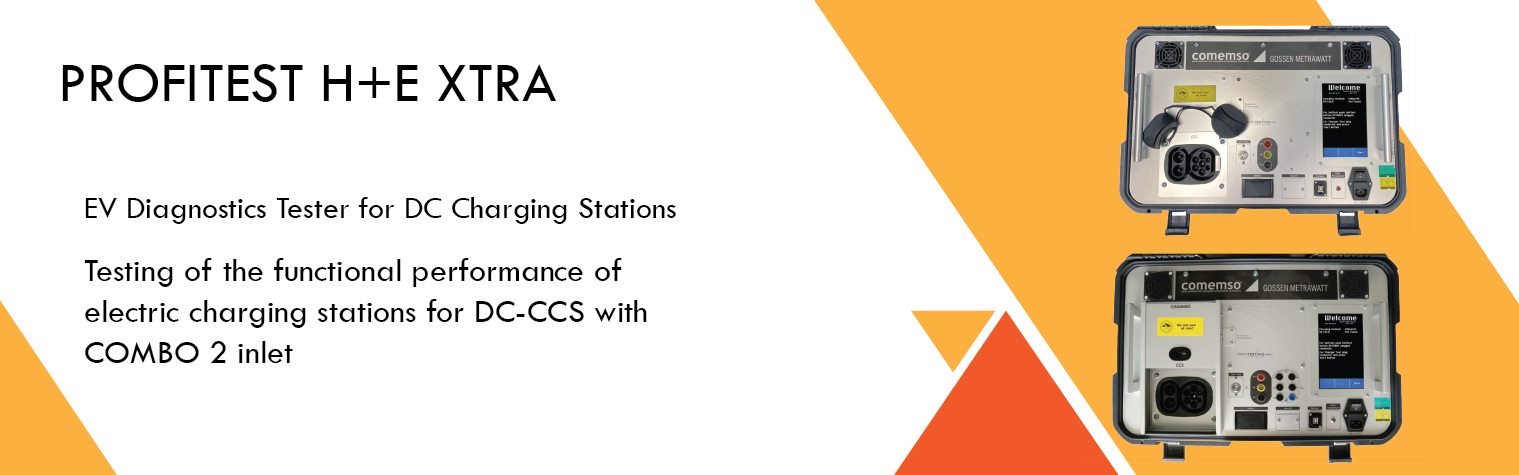 PROFITEST H+E XTRA
EV Diagnostics Tester for DC Charging Stations
Testing of the functional performance of
electric charging stations for DC-CCS with
COMBO 2 inlet
comemso GOSSEN METRAWATT
Welcome
CCS
comemso GOSSEN METRAWATT
CHAdeMO
Welcome
CCS